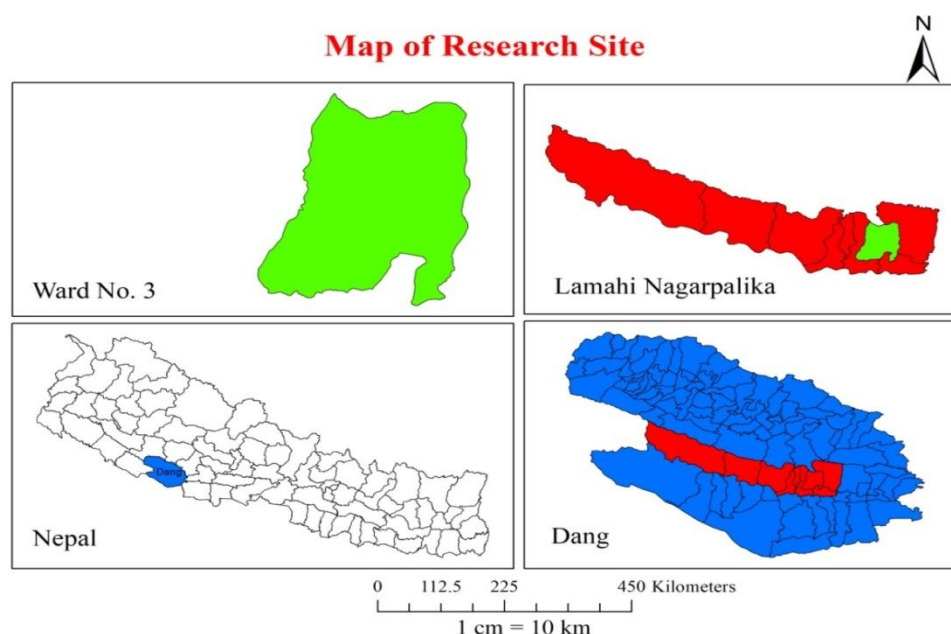 N
Map of Research Site
Ward No. 3
Lamahi Nagarpalika
Dang
Nepal
Dang
0 112.5 225 450 Kilometers
1 cm = 10 km